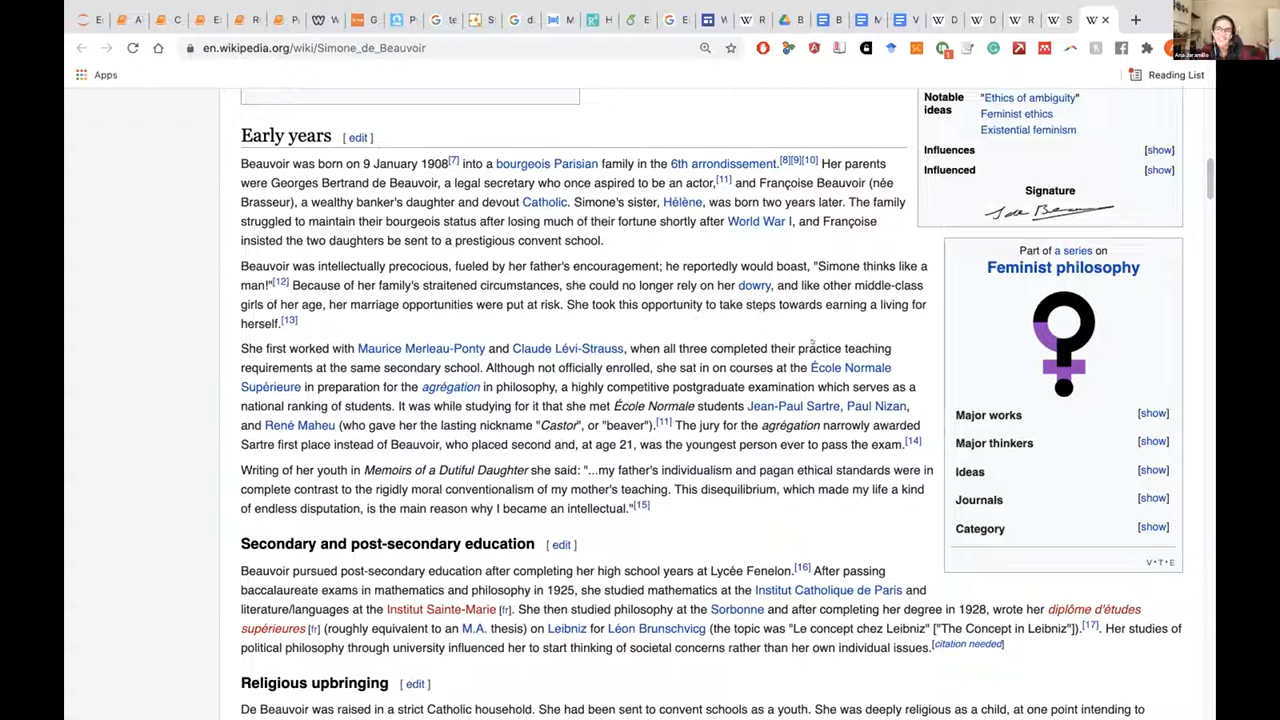 en.wikipedia.org/wiki/Simone_de_Beauvoir
Ana Jaramillo
Apps
Reading List
Early years [ edit ]
Beauvoir was born on 9 January 1908[7] into a bourgeois Parisian family in the 6th arrondissement.[8][9][10] Her parents
were Georges Bertrand de Beauvoir, a legal secretary who once aspired to be an actor,[11] and Françoise Beauvoir (née
Brasseur), a wealthy banker's daughter and devout Catholic. Simone's sister, Hélène, was born two years later. The family
struggled to maintain their bourgeois status after losing much of their fortune shortly after World War I, and Françoise
insisted the two daughters be sent to a prestigious convent school.
Beauvoir was intellectually precocious, fueled by her father's encouragement; he reportedly would boast, "Simone thinks like a
man!"[12] Because of her family's straitened circumstances, she could no longer rely on her dowry, and like other middle-class
girls of her age, her marriage opportunities were put at risk. She took this opportunity to take steps towards earning a living for
herself.[13]
She first worked with Maurice Merleau-Ponty and Claude Lévi-Strauss, when all three completed their practice teaching
requirements at the same secondary school. Although not officially enrolled, she sat in on courses at the École Normale
Supérieure in preparation for the agrégation in philosophy, a highly competitive postgraduate examination which serves as a
national ranking of students. It was while studying for it that she met École Normale students Jean-Paul Sartre, Paul Nizan,
and René Maheu (who gave her the lasting nickname "Castor", or "beaver").[11] The jury for the agrégation narrowly awarded
Sartre first place instead of Beauvoir, who placed second and, at age 21, was the youngest person ever to pass the exam.[14]
Writing of her youth in Memoirs of a Dutiful Daughter she said: "...my father's individualism and pagan ethical standards were in
complete contrast to the rigidly moral conventionalism of my mother's teaching. This disequilibrium, which made my life a kind
of endless disputation, is the main reason why I became an intellectual."[15]
Secondary and post-secondary education [ edit ]
Beauvoir pursued post-secondary education after completing her high school years at Lycée Fenelon.[16] After passing
baccalaureate exams in mathematics and philosophy in 1925, she studied mathematics at the Institut Catholique de Paris and
literature/languages at the Institut Sainte-Marie [fr]. She then studied philosophy at the Sorbonne and after completing her degree in 1928, wrote her diplôme d'études
supérieures [fr] (roughly equivalent to an M.A. thesis) on Leibniz for Léon Brunschvicg (the topic was "Le concept chez Leibniz" ["The Concept in Leibniz"]).[17]. Her studies of
political philosophy through university influenced her to start thinking of societal concerns rather than her own individual issues.[citation needed]
Religious upbringing [ edit ]
De Beauvoir was raised in a strict Catholic household. She had been sent to convent schools as a youth. She was deeply religious as a child, at one point intending to
Notable ideas
"Ethics of ambiguity"
Feminist ethics
Existential feminism
Influences [show]
Influenced [show]
Signature
Part of a series on
Feminist philosophy
Major works [show]
Major thinkers [show]
Ideas [show]
Journals [show]
Category [show]
V · T · E